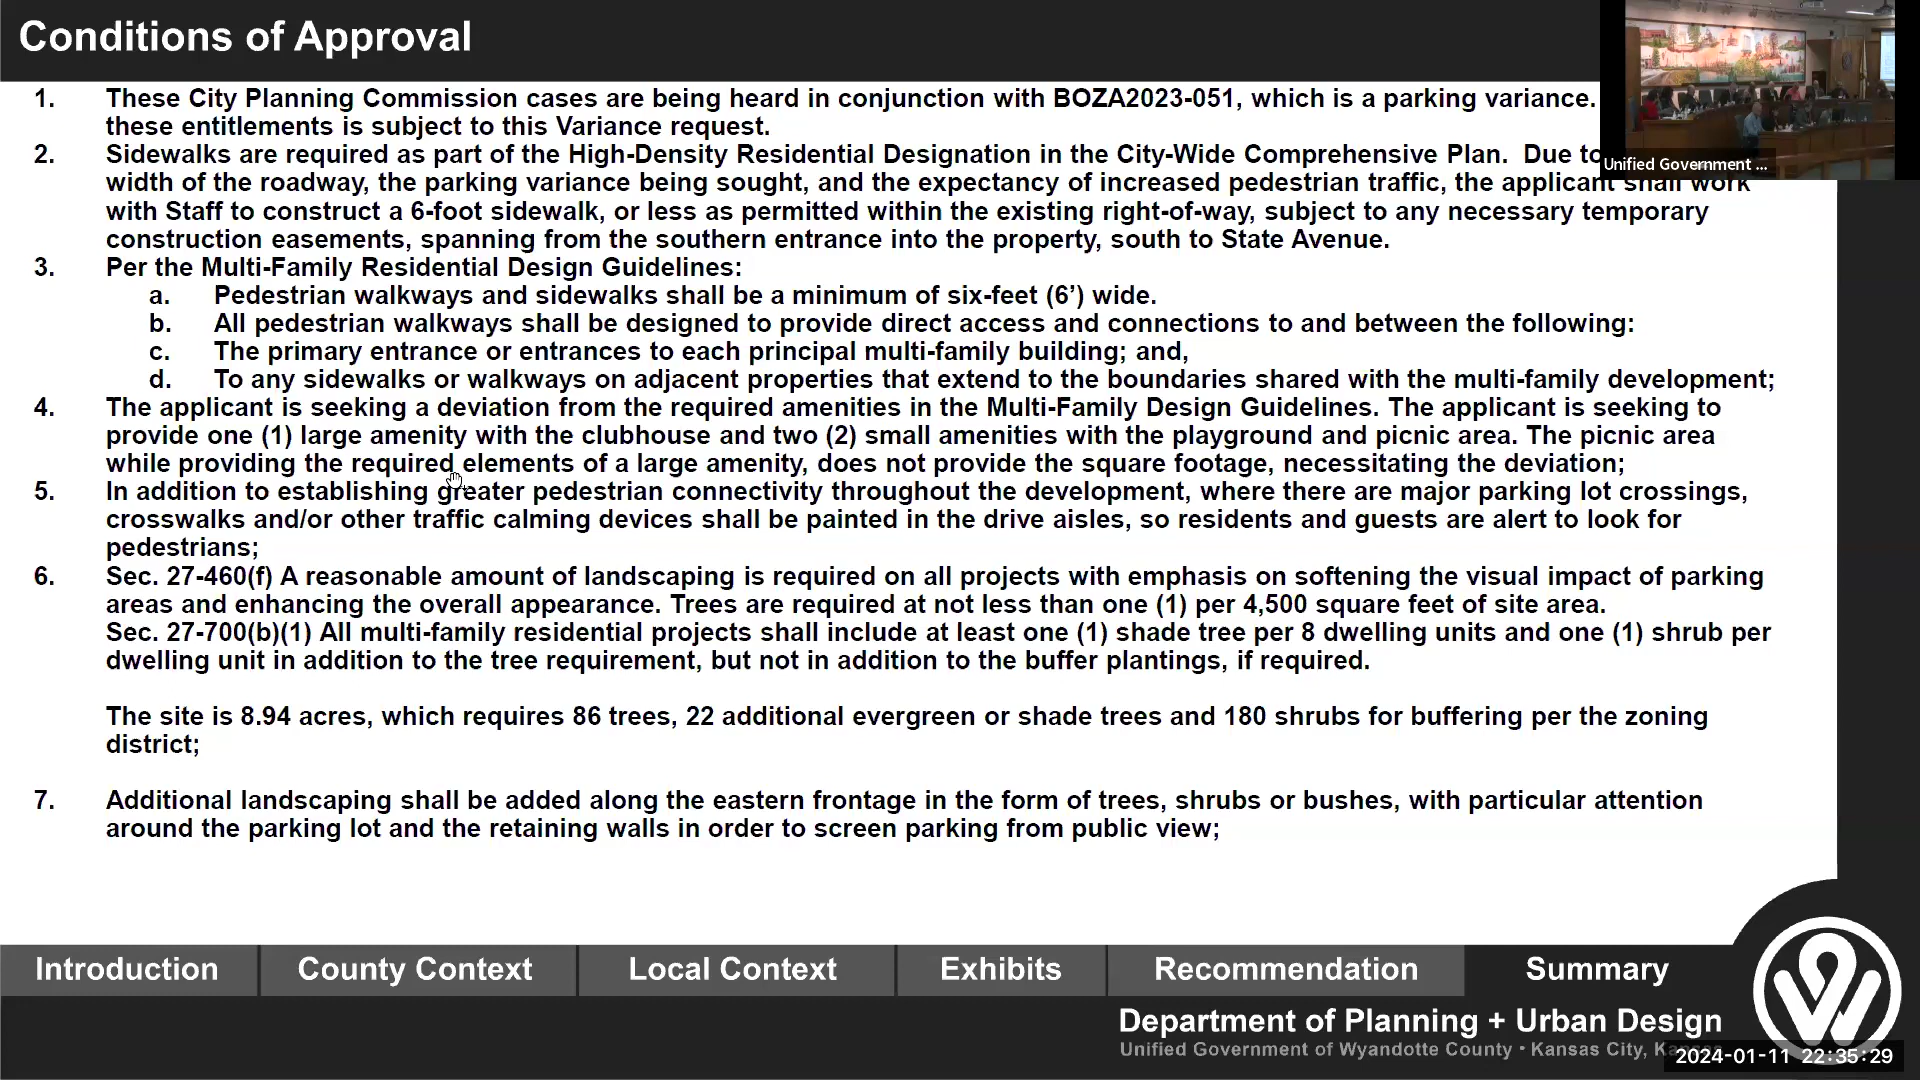 Conditions of Approval
1. These City Planning Commission cases are being heard in conjunction with BOZA2023-051, which is a parking variance.
these entitlements is subject to this Variance request.
2. Sidewalks are required as part of the High-Density Residential Designation in the City-Wide Comprehensive Plan. Due to
width of the roadway, the parking variance being sought, and the expectancy of increased pedestrian traffic, the applicant shall work
with Staff to construct a 6-foot sidewalk, or less as permitted within the existing right-of-way, subject to any necessary temporary
construction easements, spanning from the southern entrance into the property, south to State Avenue.
3. Per the Multi-Family Residential Design Guidelines:
a. Pedestrian walkways and sidewalks shall be a minimum of six-feet (6’) wide.
b. All pedestrian walkways shall be designed to provide direct access and connections to and between the following:
c. The primary entrance or entrances to each principal multi-family building; and,
d. To any sidewalks or walkways on adjacent properties that extend to the boundaries shared with the multi-family development;
4. The applicant is seeking a deviation from the required amenities in the Multi-Family Design Guidelines. The applicant is seeking to
provide one (1) large amenity with the clubhouse and two (2) small amenities with the playground and picnic area. The picnic area
while providing the required elements of a large amenity, does not provide the square footage, necessitating the deviation;
5. In addition to establishing greater pedestrian connectivity throughout the development, where there are major parking lot crossings,
crosswalks and/or other traffic calming devices shall be painted in the drive aisles, so residents and guests are alert to look for
pedestrians;
6. Sec. 27-460(f) A reasonable amount of landscaping is required on all projects with emphasis on softening the visual impact of parking
areas and enhancing the overall appearance. Trees are required at not less than one (1) per 4,500 square feet of site area.
Sec. 27-700(b)(1) All multi-family residential projects shall include at least one (1) shade tree per 8 dwelling units and one (1) shrub per
dwelling unit in addition to the tree requirement, but not in addition to the buffer plantings, if required.
The site is 8.94 acres, which requires 86 trees, 22 additional evergreen or shade trees and 180 shrubs for buffering per the zoning
district;
7. Additional landscaping shall be added along the eastern frontage in the form of trees, shrubs or bushes, with particular attention
around the parking lot and the retaining walls in order to screen parking from public view;
Unified Government ...
Introduction
County Context
Local Context
Exhibits
Recommendation
Summary
Department of Planning + Urban Design
Unified Government of Wyandotte County • Kansas City,
2024-01-11 22:35:29